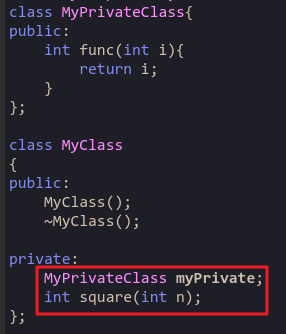 class MyPrivateClass{
public:
int func(int i){
return i;
}
};
class MyClass
{
public:
MyClass();
~MyClass();
private:
MyPrivateClass myPrivate;
int square(int n);
};